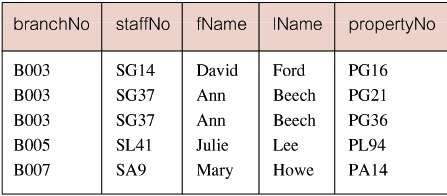 branchNo staffNo fName lName propertyNo
B003 SG14 David Ford PG16
B003 SG37 Ann Beech PG21
B003 SG37 Ann Beech PG36
B005 SL41 Julie Lee PL94
B007 SA9 Mary Howe PA14